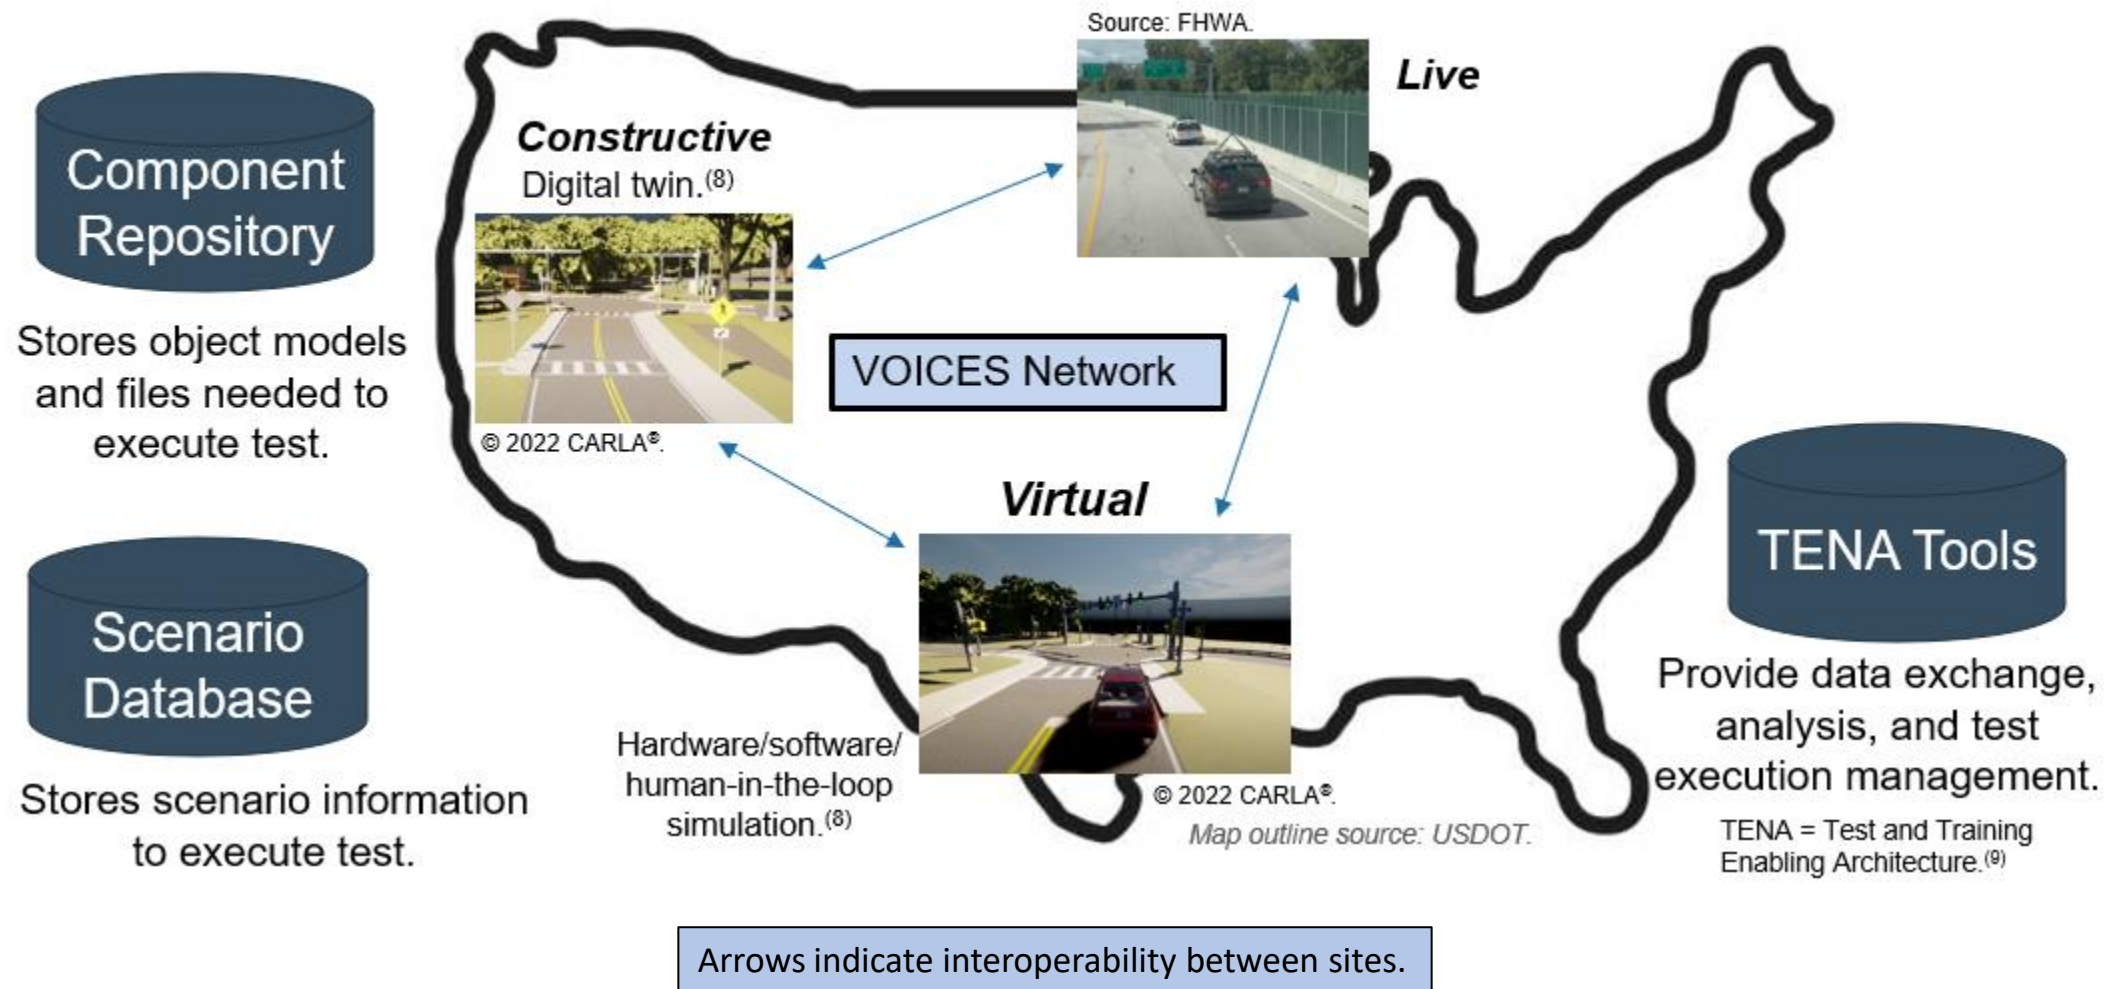 Source: FHWA.
Live
Component
Repository
Stores object models
and files needed to
execute test.
Constructive
Digital twin.(8)
© 2022 CARLA®.
VOICES Network
Virtual
Hardware/software/
human-in-the-loop
simulation.(8)
© 2022 CARLA®.
Map outline source: USDOT.
Scenario
Database
Stores scenario information
to execute test.
TENA Tools
Provide data exchange,
analysis, and test
execution management.
TENA = Test and Training
Enabling Architecture.(9)
Arrows indicate interoperability between sites.